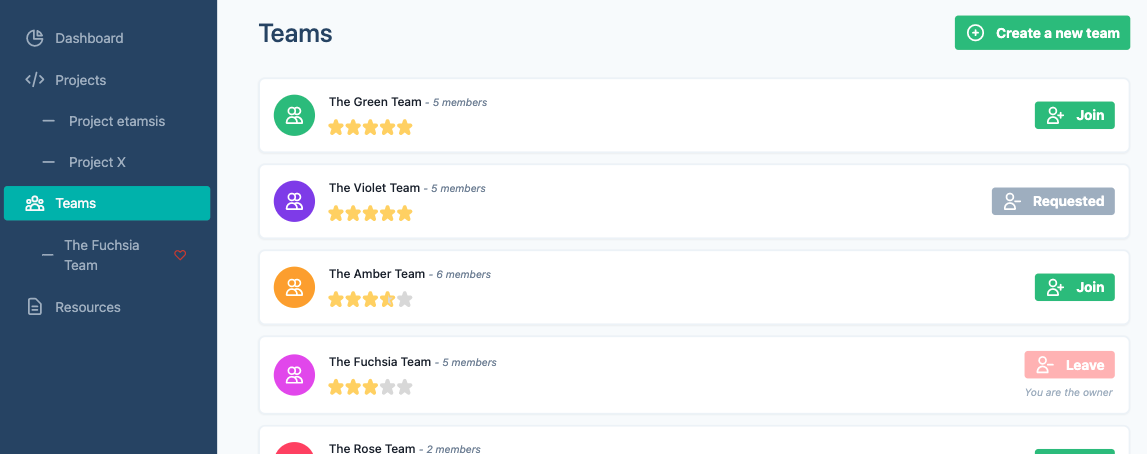 Dashboard
Projects
Project etamsis
Project X
Teams
The Fuchsia
Team
Resources
Teams
Create a new team
The Green Team - 5 members
Join
The Violet Team - 5 members
Requested
The Amber Team - 6 members
Join
The Fuchsia Team - 5 members
Leave
You are the owner
The Rose Team - 2 members